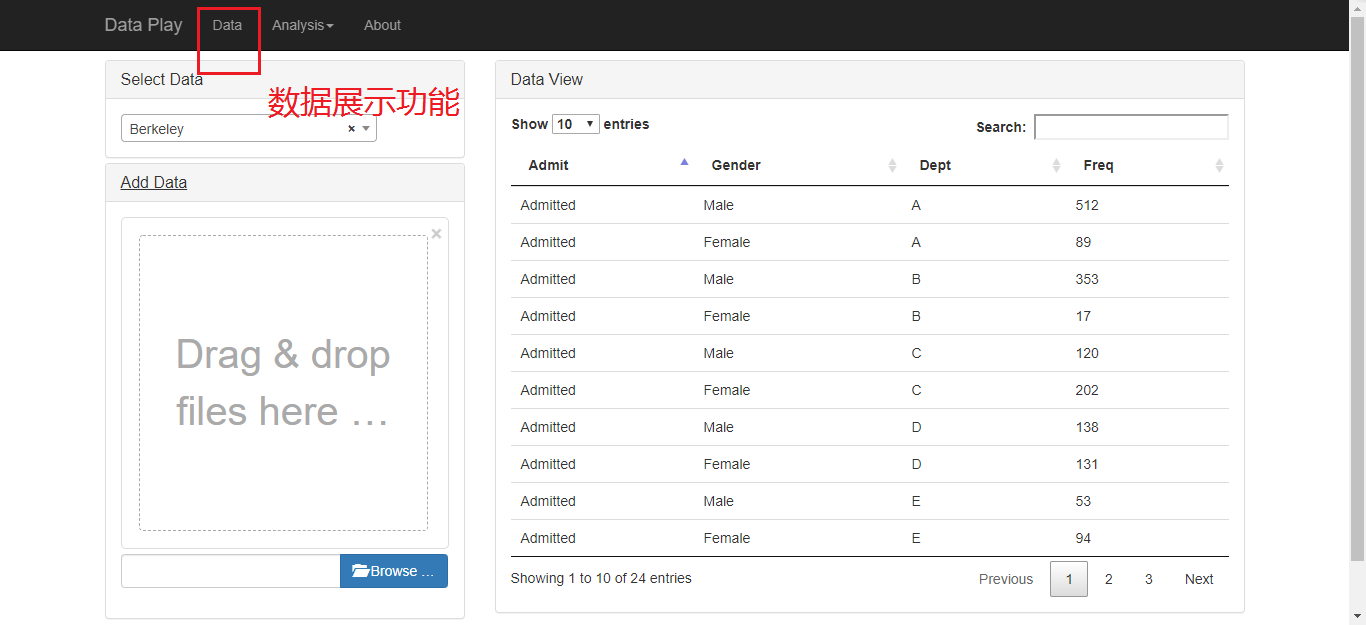 Data Play Data Analysis About
Select Data
数据展示功能
Berkeley × 
Add Data
×
Drag & drop
files here …
Browse …
Data View
Show 10 entries Search:
Admit Gender Dept Freq
Admitted Male A 512
Admitted Female A 89
Admitted Male B 353
Admitted Female B 17
Admitted Male C 120
Admitted Female C 202
Admitted Male D 138
Admitted Female D 131
Admitted Male E 53
Admitted Female E 94
Showing 1 to 10 of 24 entries Previous 1 2 3 Next